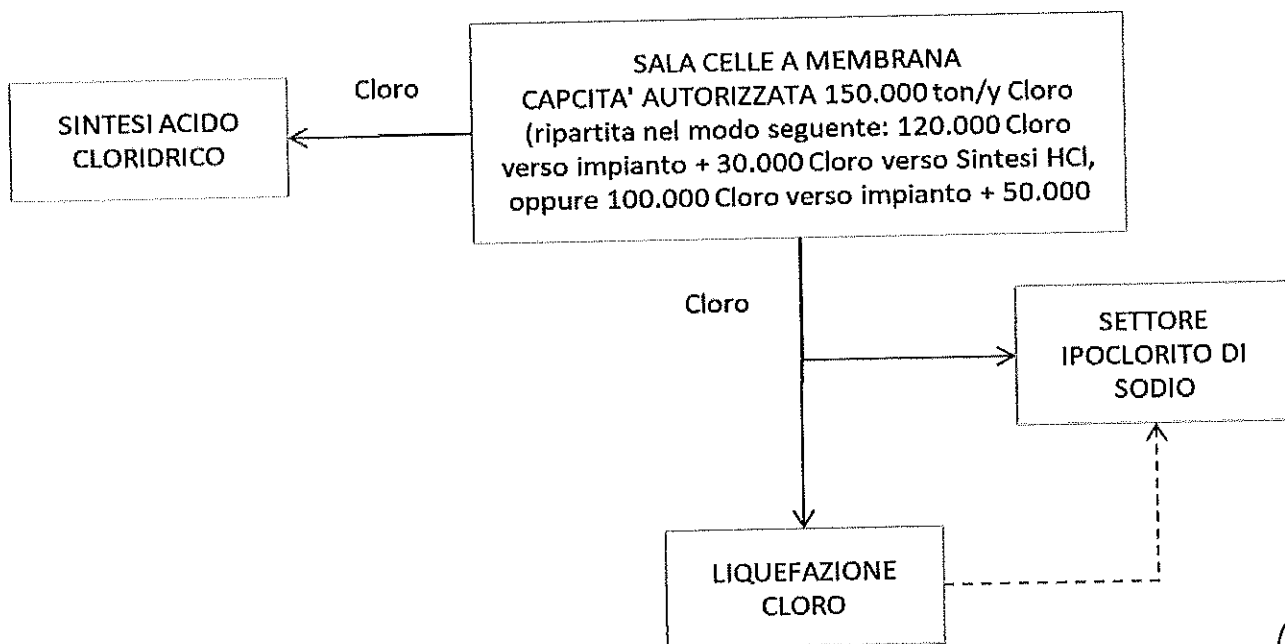 SALA CELLE A MEMBRANA
CAPCITA' AUTORIZZATA 150.000 ton/y Cloro
(ripartita nel modo seguente: 120.000 Cloro
verso impianto + 30.000 Cloro verso Sintesi HCl,
oppure 100.000 Cloro verso impianto + 50.000
Cloro
SINTESI ACIDO
CLORIDRICO
Cloro
SETTORE
IPOCLORITO DI
SODIO
LIQUEFAZIONE
CLORO